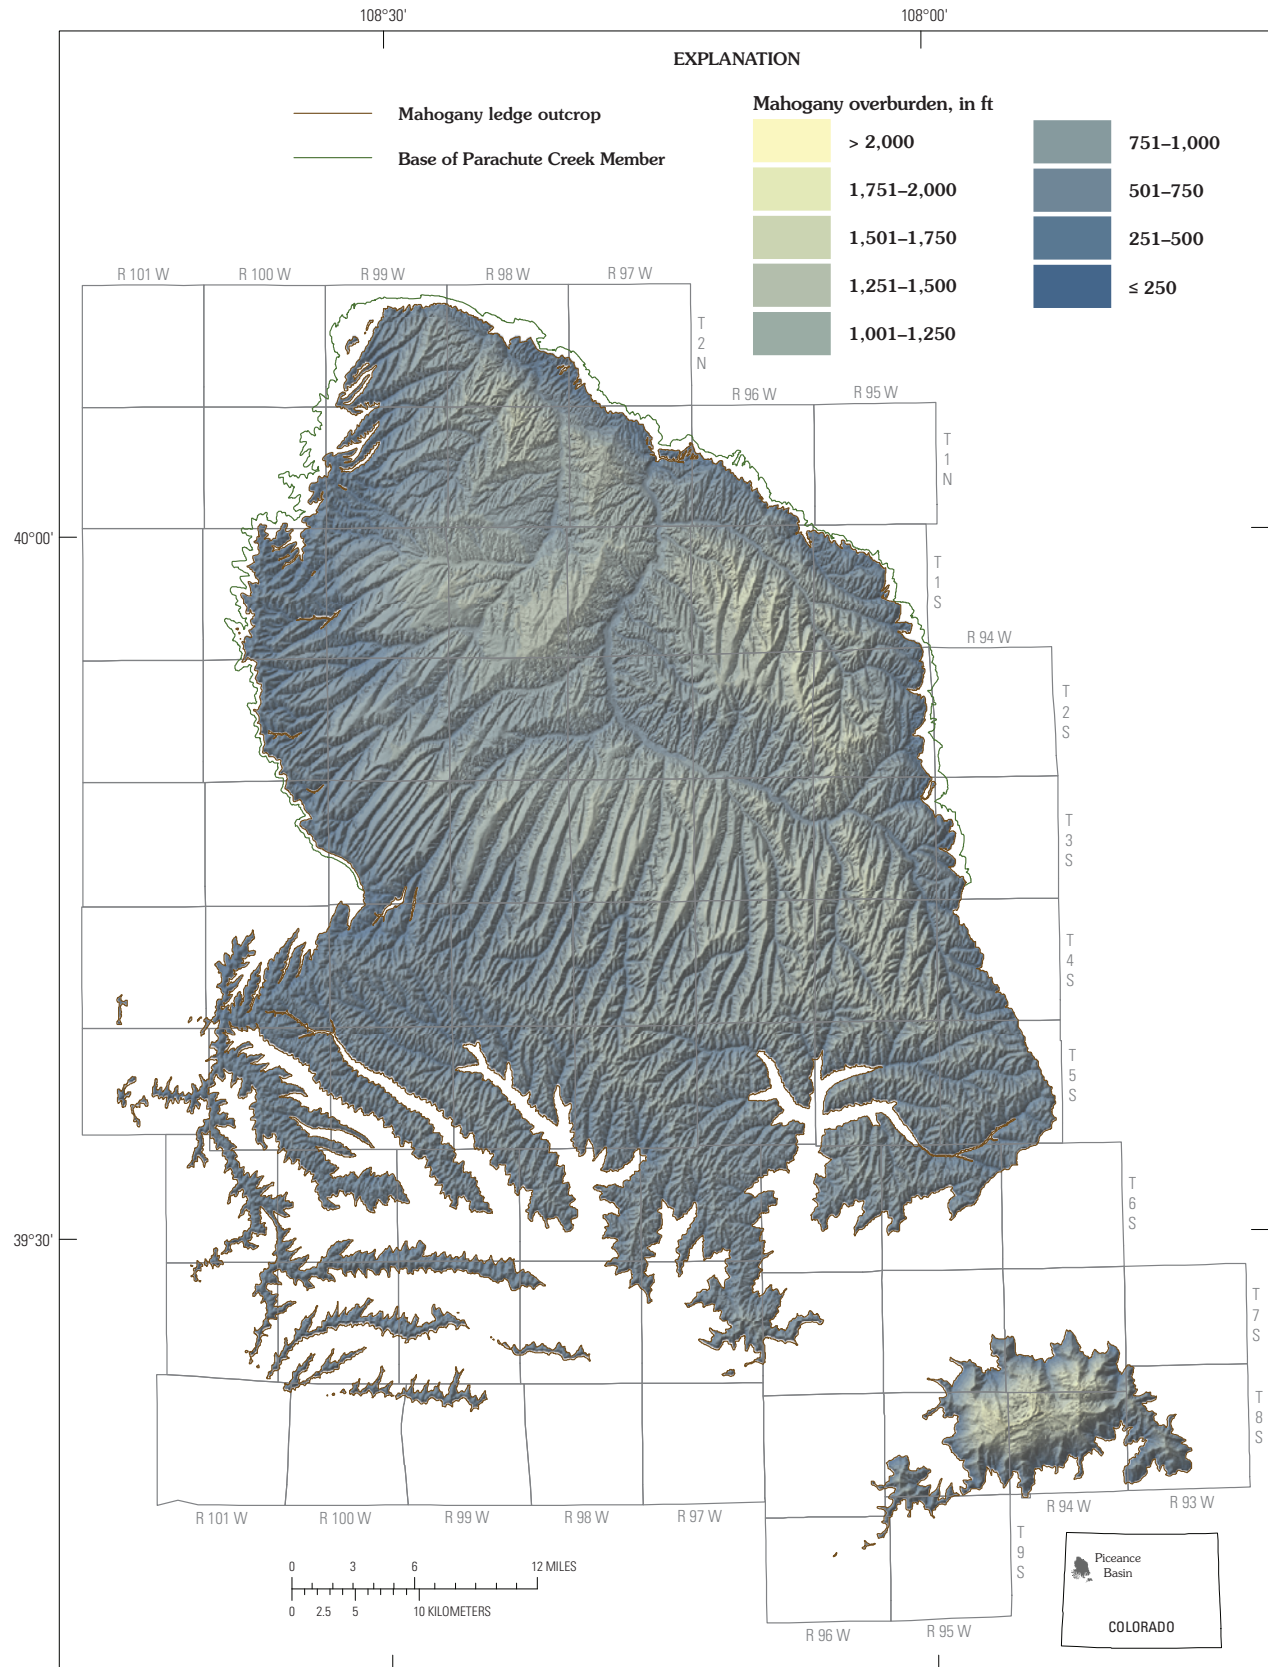 108°30'
108°00'
EXPLANATION
Mahogany ledge outcrop
Base of Parachute Creek Member
Mahogany overburden, in ft
> 2,000
1,751–2,000
1,501–1,750
1,251–1,500
1,001–1,250
751–1,000
501–750
251–500
≤ 250
R 101 W
R 100 W
R 99 W
R 98 W
R 97 W
T
2
N
R 96 W
R 95 W
T
1
N
40°00'
T
1
S
R 94 W
T
2
S
T
3
S
T
4
S
T
5
S
T
6
S
39°30'
T
7
S
T
8
S
R 101 W
R 100 W
R 99 W
R 98 W
R 97 W
R 94 W
R 93 W
T
9
S
R 96 W
R 95 W
0
3
6
12 MILES
0
2.5
5
10 KILOMETERS
Piceance
Basin
COLORADO